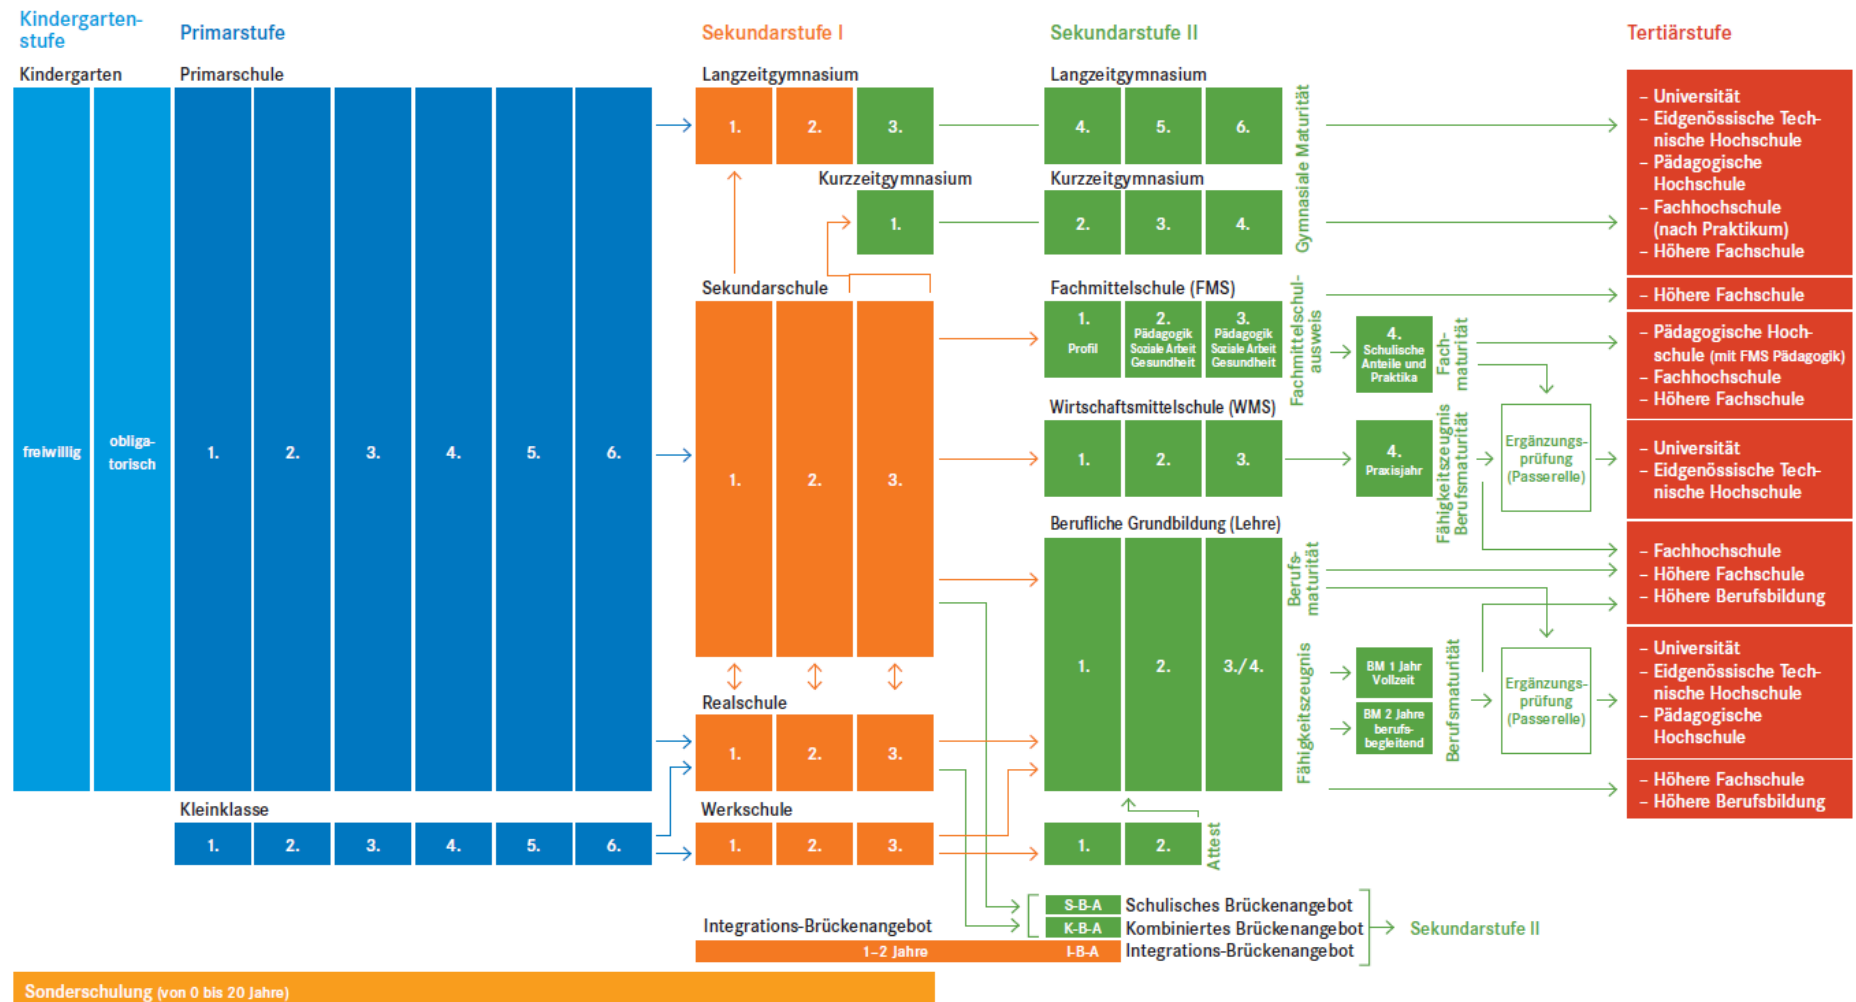 Kindergarten-
stufe
Primarstufe
Sekundarstufe I
Sekundarstufe II
Tertiärstufe
Kindergarten
Primarschule
Langzeitgymnasium
Langzeitgymnasium
freiwillig
obliga-
torisch
1.
2.
3.
4.
5.
6.
1.
2.
3.
4.
5.
6.
Gymnasiale Maturität
– Universität
– Eidgenössische Tech-
nische Hochschule
– Pädagogische
Hochschule
– Fachhochschule
(nach Praktikum)
– Höhere Fachschule
Kurzzeitgymnasium
Kurzzeitgymnasium
1.
2.
3.
4.
Sekundarschule
1.
2.
3.
Fachmittelschule (FMS)
1.
Profil
2.
Pädagogik
Soziale Arbeit
Gesundheit
3.
Pädagogik
Soziale Arbeit
Gesundheit
Fachmittelschul-
ausweis
4.
Schulische
Anteile und
Praktika
Fach-
maturität
– Höhere Fachschule
– Pädagogische Hoch-
schule (mit FMS Pädagogik)
– Fachhochschule
– Höhere Fachschule
Wirtschaftsmittelschule (WMS)
1.
2.
3.
4.
Praxisjahr
Fähigkeitszeugnis
Berufsmaturität
Ergänzungs-
prüfung
(Passerelle)
– Universität
– Eidgenössische Tech-
nische Hochschule
Berufliche Grundbildung (Lehre)
1.
2.
3./4.
Berufs-
maturität
– Fachhochschule
– Höhere Fachschule
– Höhere Berufsbildung
Fähigkeitszeugnis
BM 1 Jahr
Vollzeit
BM 2 Jahre
berufs-
begleitend
Berufsmaturität
Ergänzungs-
prüfung
(Passerelle)
– Universität
– Eidgenössische Tech-
nische Hochschule
– Pädagogische
Hochschule
– Höhere Fachschule
– Höhere Berufsbildung
Realschule
1.
2.
3.
Kleinklasse
1.
2.
3.
4.
5.
6.
Werkschule
1.
2.
3.
1.
2.
Attest
S-B-A
Schulisches Brückenangebot
K-B-A
Kombiniertes Brückenangebot
Sekundarstufe II
Integrations-Brückenangebot
1–2 Jahre
I-B-A
Integrations-Brückenangebot
Sonderschulung (von 0 bis 20 Jahre)